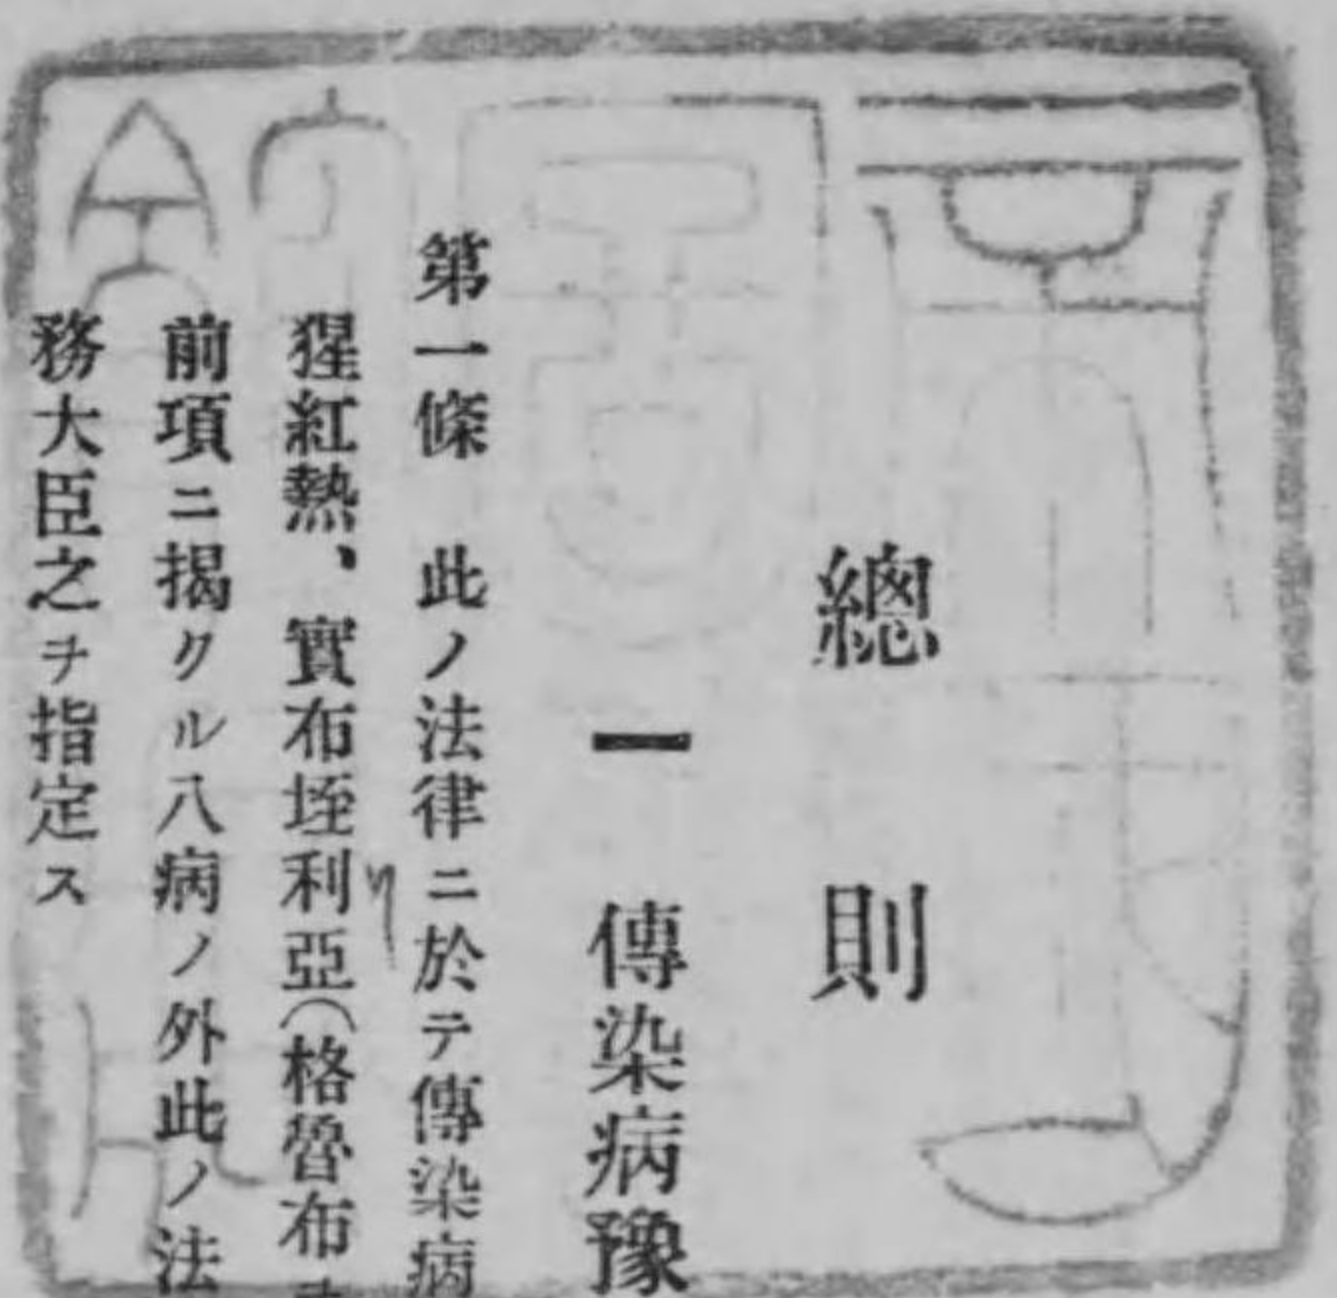 總則
一 傳染病豫
第一條 此ノ法律ニ於テ傳染病
猩紅熱、實布垤利亞(格魯布
前項ニ揭クル八病ノ外此ノ法
務大臣之ヲ指定ス